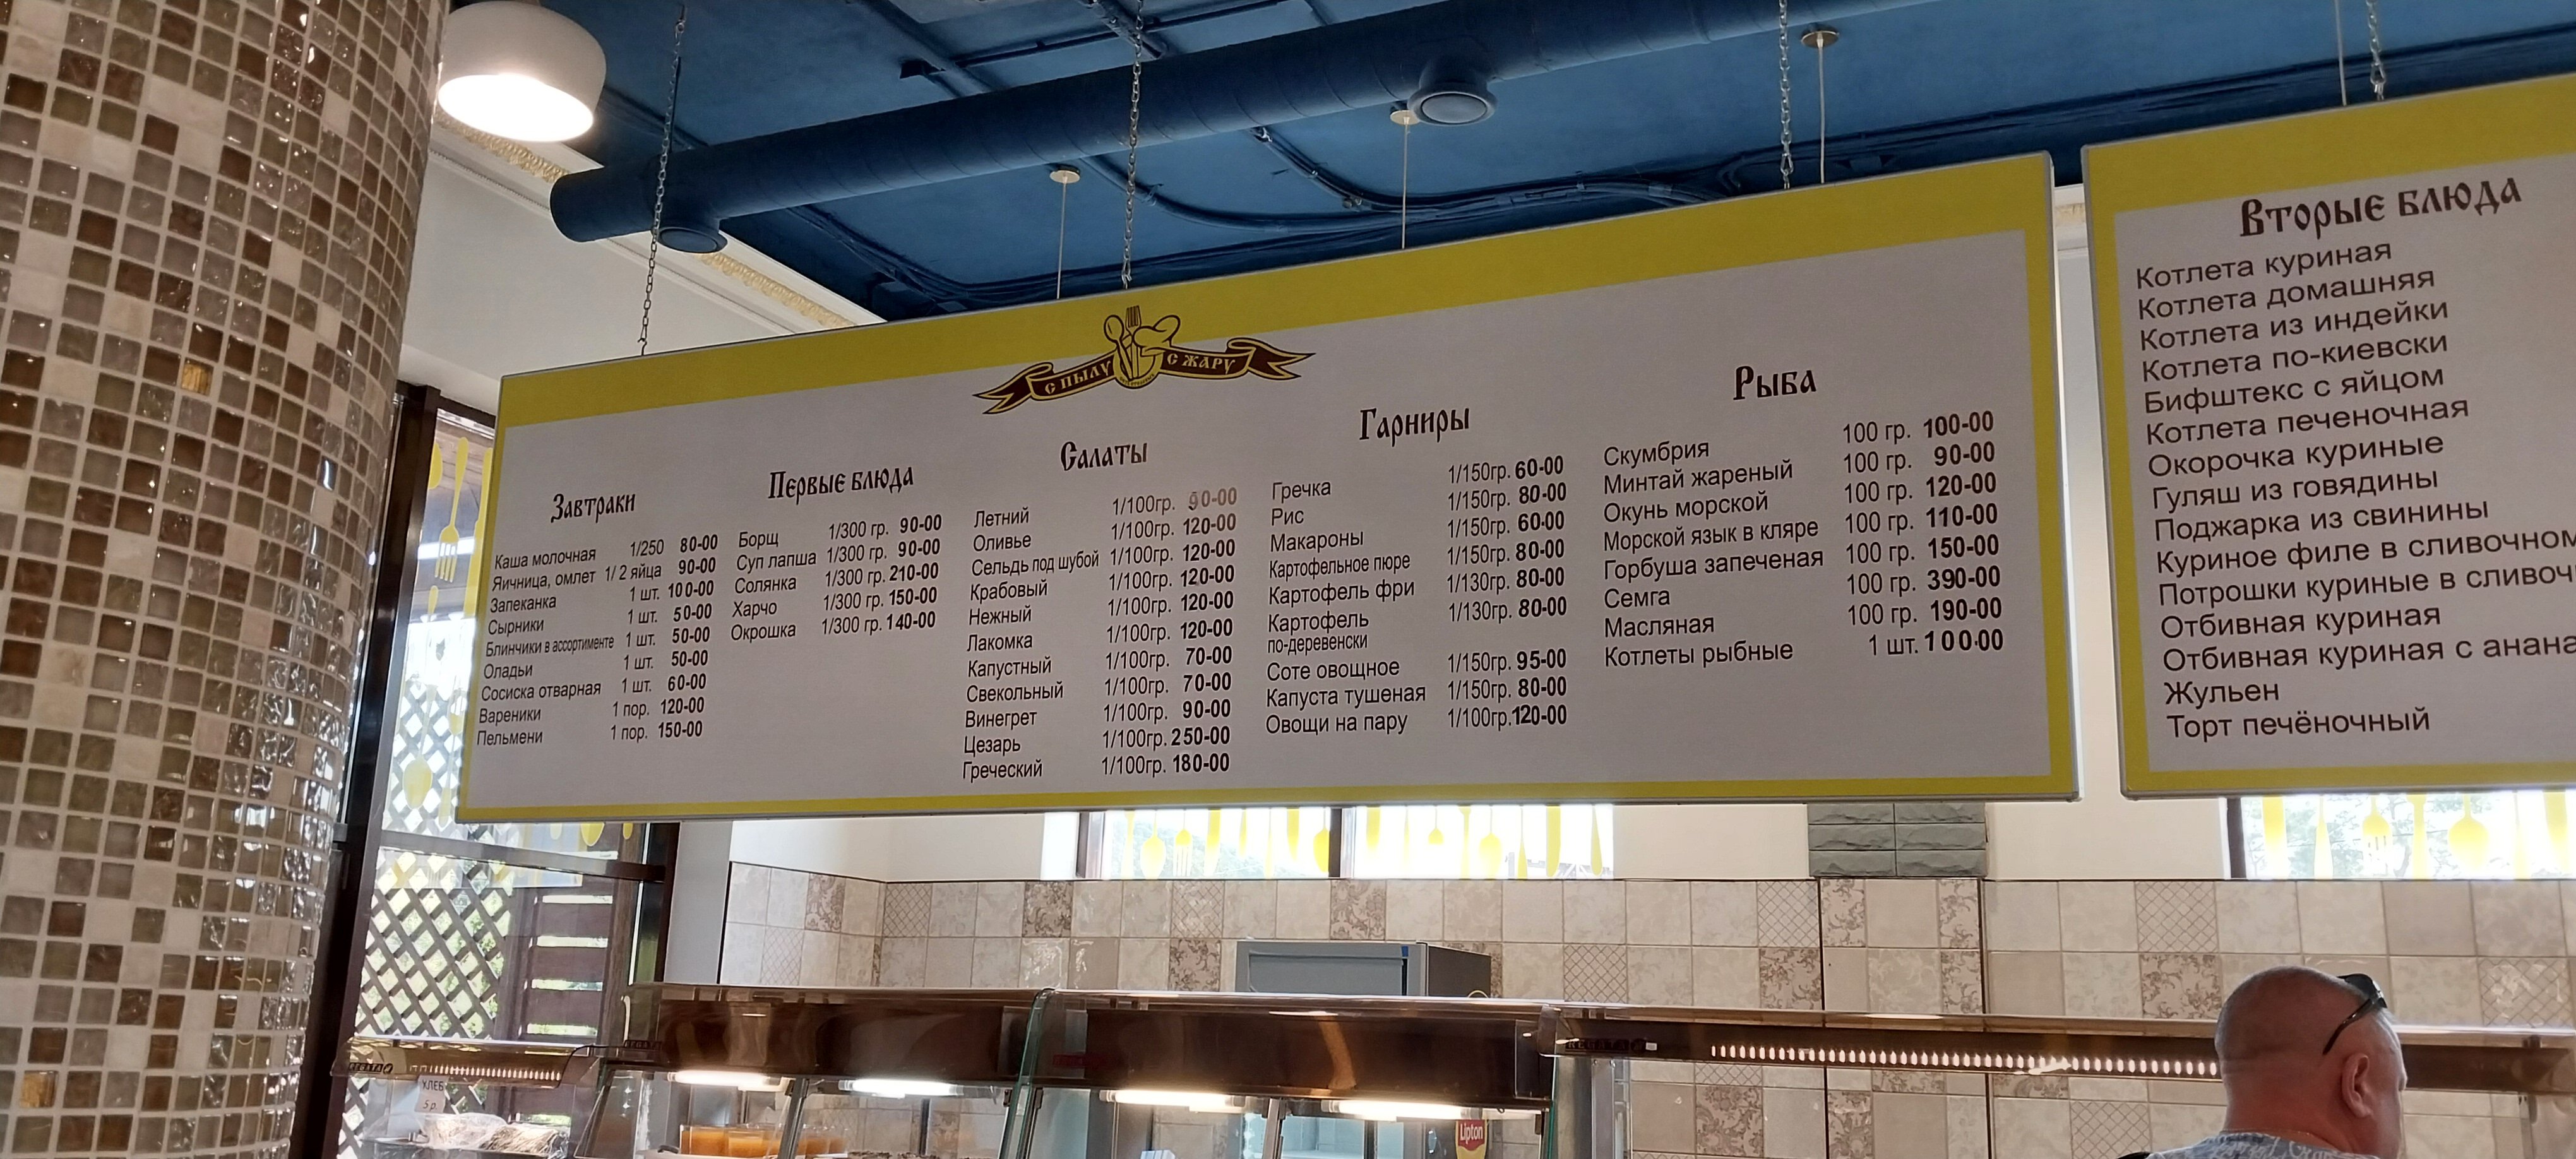 С ПЫЛУ С ЖАРУ
Завтраки
Каша молочная 1/250 80-00
Яичница, омлет 1/ 2 яйца 90-00
Запеканка 1 шт. 100-00
Сырники 1 шт. 50-00
Блинчики в ассортименте 1 шт. 50-00
Оладьи 1 шт. 50-00
Сосиска отварная 1 шт. 60-00
Вареники 1 пор. 120-00
Пельмени 1 пор. 150-00
Первые блюда
Борщ 1/300 гр. 90-00
Суп лапша 1/300 гр. 90-00
Солянка 1/300 гр. 210-00
Харчо 1/300 гр. 150-00
Окрошка 1/300 гр. 140-00
Салаты
Летний 1/100гр. 90-00
Оливье 1/100гр. 120-00
Сельдь под шубой 1/100гр. 120-00
Крабовый 1/100гр. 120-00
Нежный 1/100гр. 120-00
Лакомка 1/100гр. 120-00
Капустный 1/100гр. 70-00
Свекольный 1/100гр. 70-00
Винегрет 1/100гр. 90-00
Цезарь 1/100гр. 250-00
Греческий 1/100гр. 180-00
Гарниры
Гречка 1/150гр. 60-00
Рис 1/150гр. 80-00
Макароны 1/150гр. 60-00
Картофельное пюре 1/150гр. 80-00
Картофель фри 1/130гр. 80-00
Картофель 1/130гр. 80-00
по-деревенски
Соте овощное 1/150гр. 95-00
Капуста тушеная 1/150гр. 80-00
Овощи на пару 1/100гр. 120-00
Рыба
Скумбрия 100 гр. 100-00
Минтай жареный 100 гр. 90-00
Окунь морской 100 гр. 120-00
Морской язык в кляре 100 гр. 110-00
Горбуша запеченая 100 гр. 150-00
Семга 100 гр. 390-00
Масляная 100 гр. 190-00
Котлеты рыбные 1 шт. 100-00
Вторые блюда
Котлета куриная
Котлета домашняя
Котлета из индейки
Котлета по-киевски
Бифштекс с яйцом
Котлета печеночная
Окорочка куриные
Гуляш из говядины
Поджарка из свинины
Куриное филе в сливочном
Потрошки куриные в сливоч
Отбивная куриная
Отбивная куриная с анана
Жульен
Торт печёночный
ХЛЕБ
5 р.
Lipton